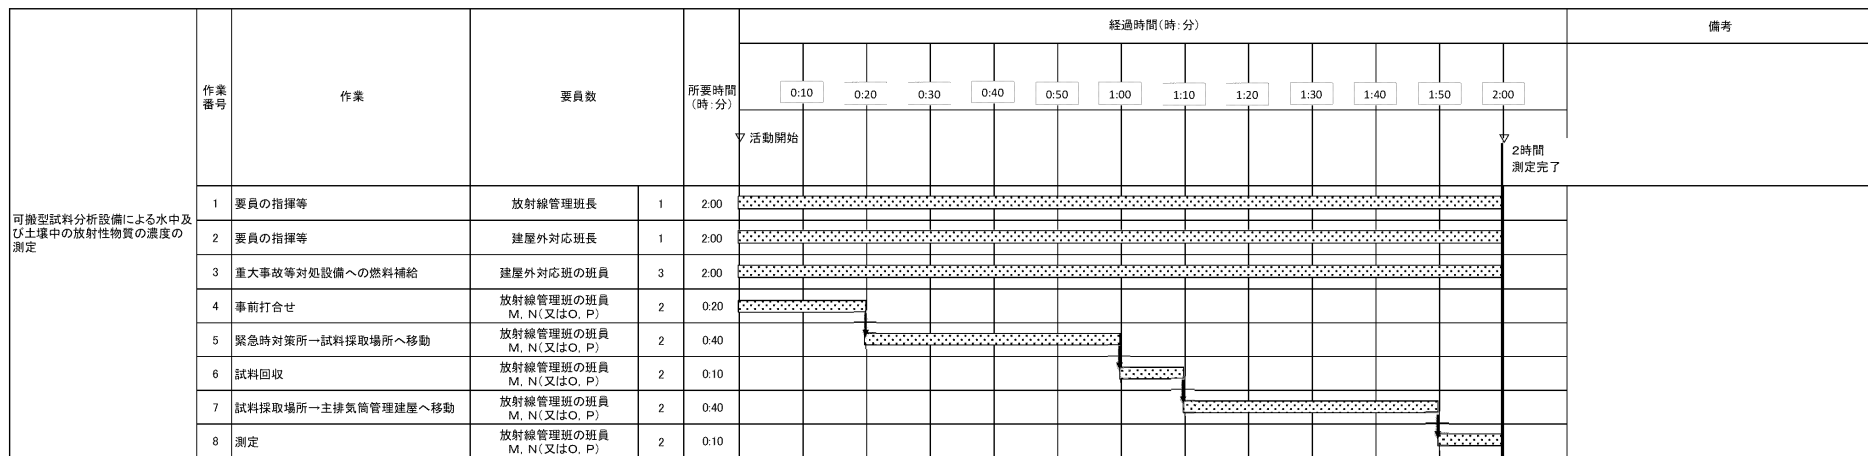 経過時間(時:分)
備考
作業
番号
作業
要員数
所要時間
(時:分)
0:10 0:20 0:30 0:40 0:50 1:00 1:10 1:20 1:30 1:40 1:50 2:00
▽ 活動開始
▽
2時間
測定完了
可搬型試料分析設備による水中及
び土壌中の放射性物質の濃度の
測定
1 要員の指揮等 放射線管理班長 1 2:00
2 要員の指揮等 建屋外対応班長 1 2:00
3 重大事故等対処設備への燃料補給 建屋外対応班の班員 3 2:00
4 事前打合せ 放射線管理班の班員
M, N(又はO, P) 2 0:20
5 緊急時対策所→試料採取場所へ移動 放射線管理班の班員
M, N(又はO, P) 2 0:40
6 試料回収 放射線管理班の班員
M, N(又はO, P) 2 0:10
7 試料採取場所→主排気筒管理建屋へ移動 放射線管理班の班員
M, N(又はO, P) 2 0:40
8 測定 放射線管理班の班員
M, N(又はO, P) 2 0:10